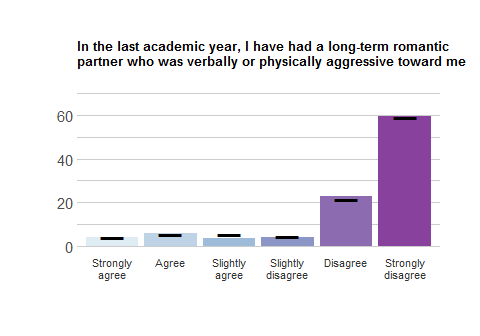 In the last academic year, I have had a long-term romantic
partner who was verbally or physically aggressive toward me
60
40
20
0
Strongly agree
Agree
Slightly agree
Slightly disagree
Disagree
Strongly disagree